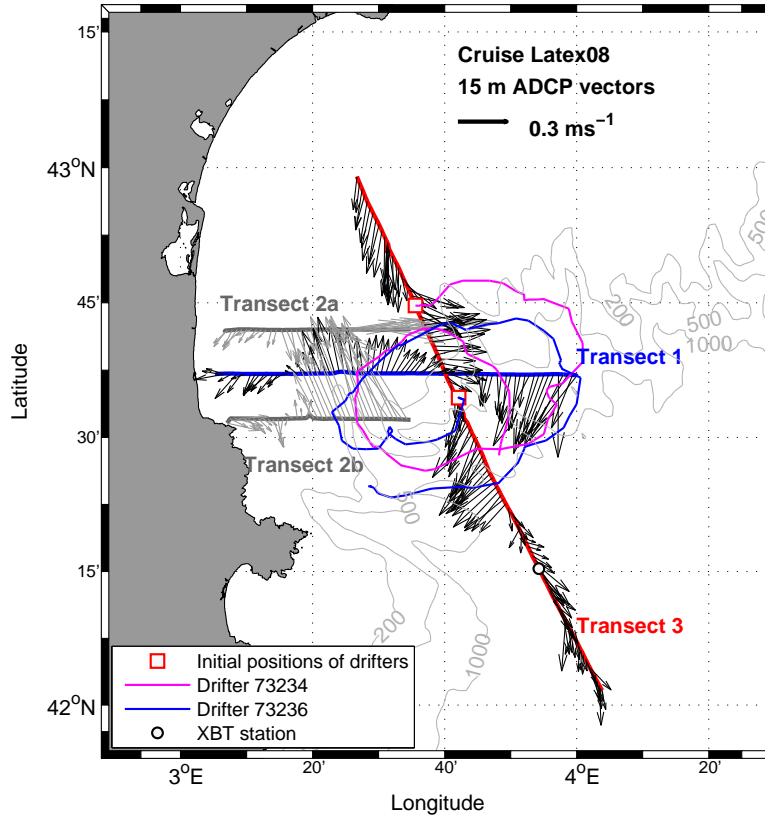 15'
Cruise Latex08
15 m ADCP vectors
0.3 ms⁻¹
43°N
500
200
500
1000
45'
Transect 2a
Transect 1
Latitude
30'
Transect 2b
500
15'
200
1000
Transect 3
Initial positions of drifters
Drifter 73234
Drifter 73236
XBT station
42°N
3°E
20'
40'
4°E
20'
Longitude